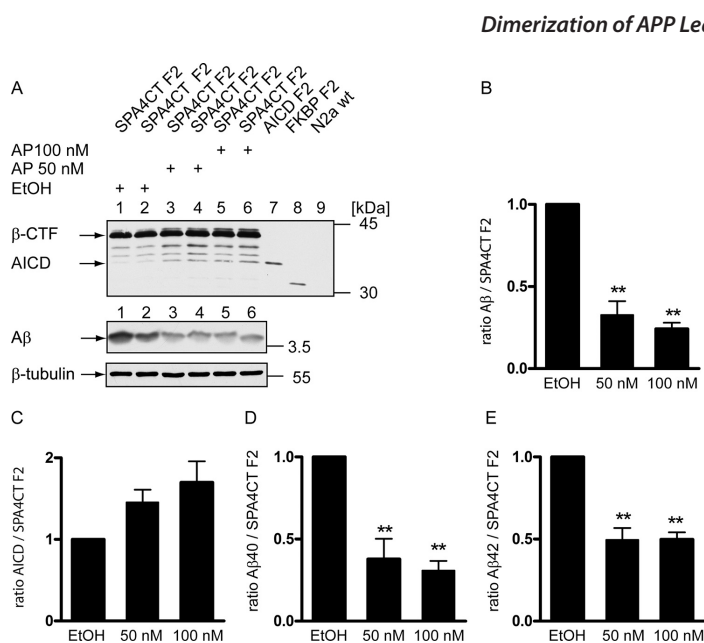 Dimerization of APP Lea
A
SPA4CT F2 SPA4CT F2 SPA4CT F2 SPA4CT F2 SPA4CT F2 SPA4CT F2 AICD F2 FKBP F2 N2a wt
AP100 nM + +
AP 50 nM + +
EtOH + +
1 2 3 4 5 6 7 8 9 [kDa]
45
β-CTF
AICD
30
1 2 3 4 5 6
Aβ
3.5
β-tubulin
55
B
ratio Aβ / SPA4CT F2
1.0
0.5
0.0
** **
EtOH 50 nM 100 nM
C
ratio AICD / SPA4CT F2
2
1
0
EtOH 50 nM 100 nM
D
ratio Aβ40 / SPA4CT F2
1.0
0.5
0.0
** **
EtOH 50 nM 100 nM
E
ratio Aβ42 / SPA4CT F2
1.0
0.5
0.0
** **
EtOH 50 nM 100 nM